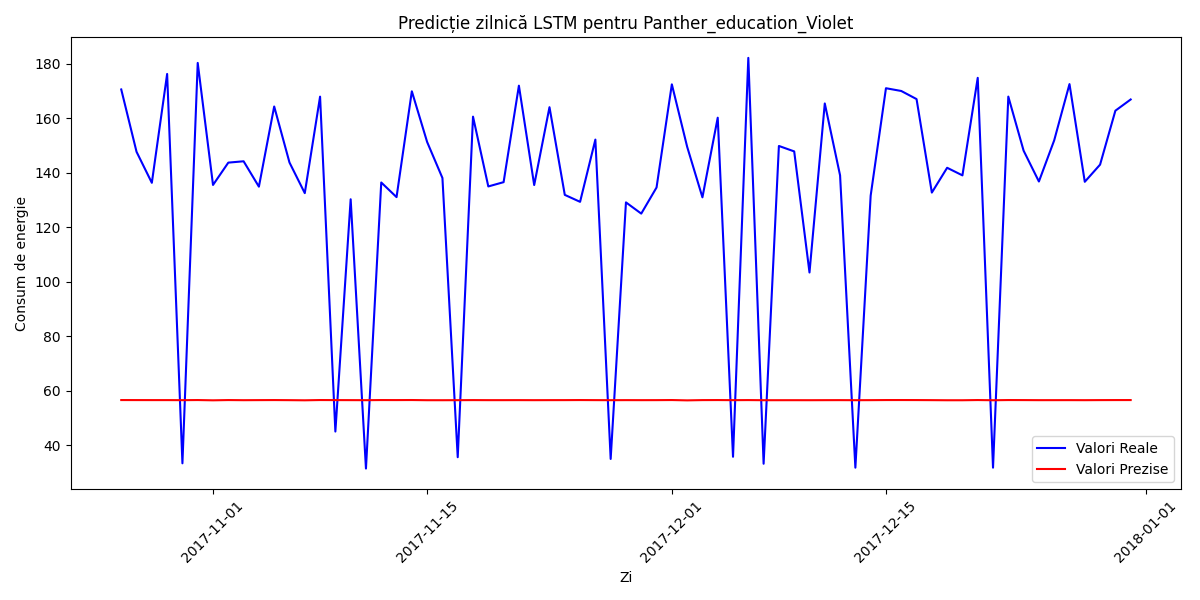 Predicție zilnică LSTM pentru Panther_education_Violet
Consum de energie
180
160
140
120
100
80
60
40
Valori Reale
Valori Prezise
2017-11-01
2017-11-15
2017-12-01
2017-12-15
2018-01-01
Zi